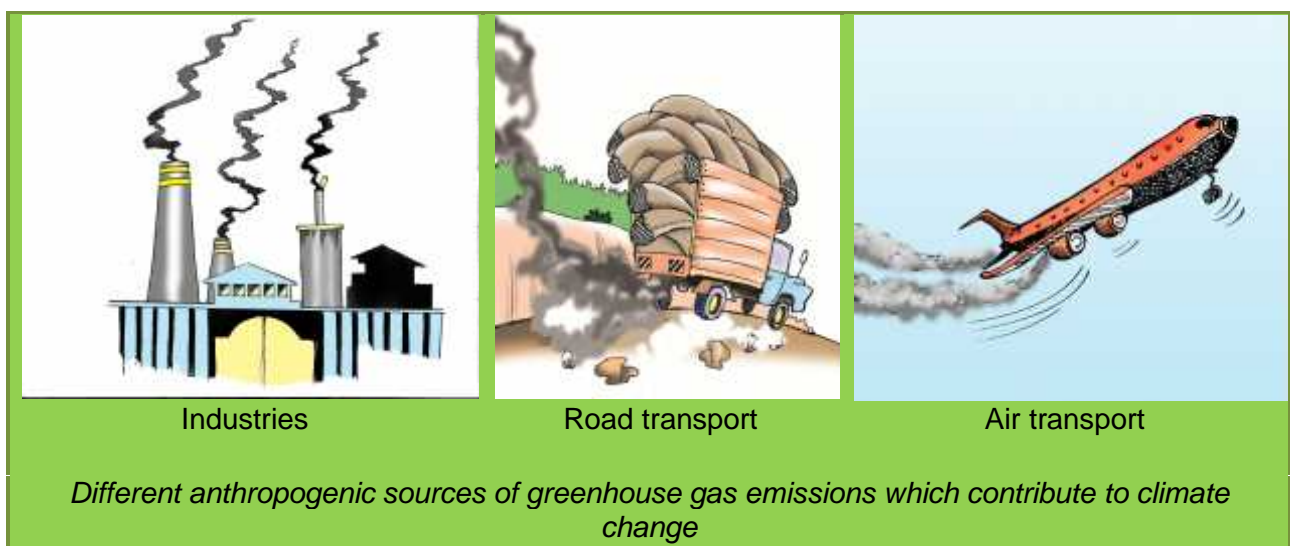 Industries
Road transport
Air transport
Different anthropogenic sources of greenhouse gas emissions which contribute to climate
change